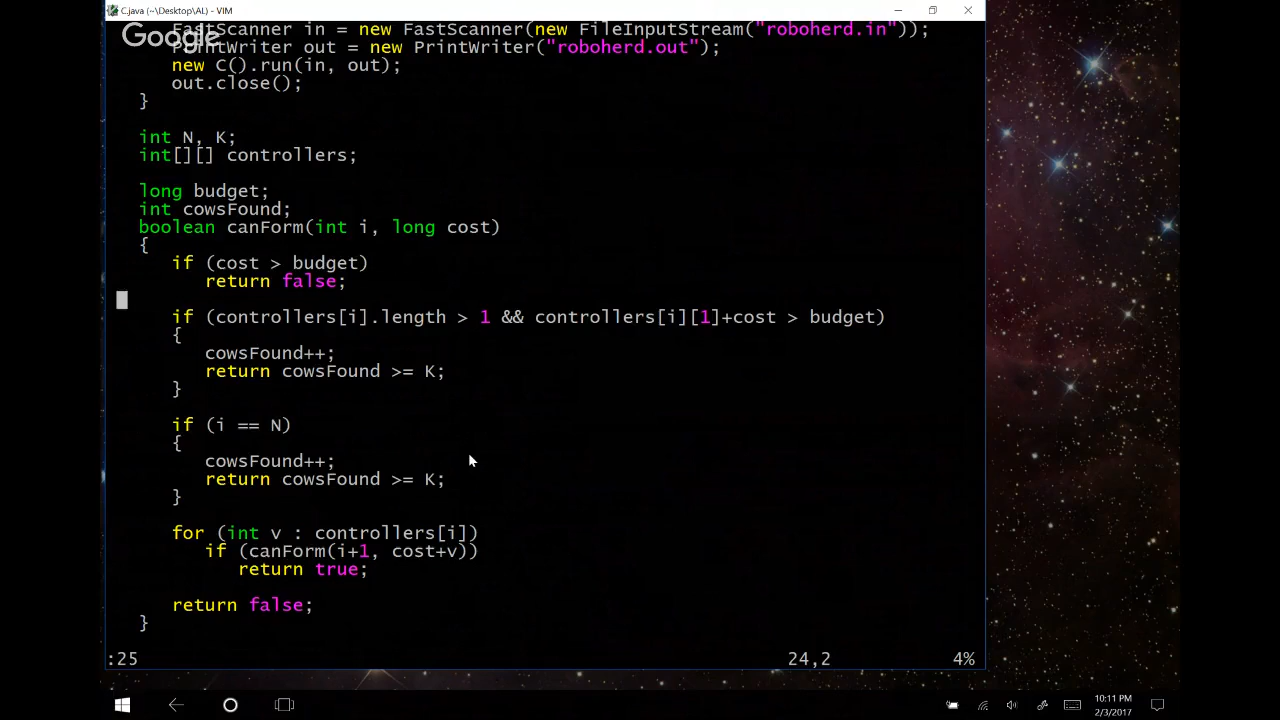 C.java (~\Desktop\AL) - VIM
Google
FastScanner in = new FastScanner(new FileInputStream("roboherd.in"));
PrintWriter out = new PrintWriter("roboherd.out");
new C().run(in, out);
out.close();
}
int N, K;
int[][] controllers;
long budget;
int cowsFound;
boolean canForm(int i, long cost)
{
if (cost > budget)
return false;
if (controllers[i].length > 1 && controllers[i][1]+cost > budget)
{
cowsFound++;
return cowsFound >= K;
}
if (i == N)
{
cowsFound++;
return cowsFound >= K;
}
for (int v : controllers[i])
if (canForm(i+1, cost+v))
return true;
return false;
}
:25 24,2 4%
10:11 PM
2/3/2017